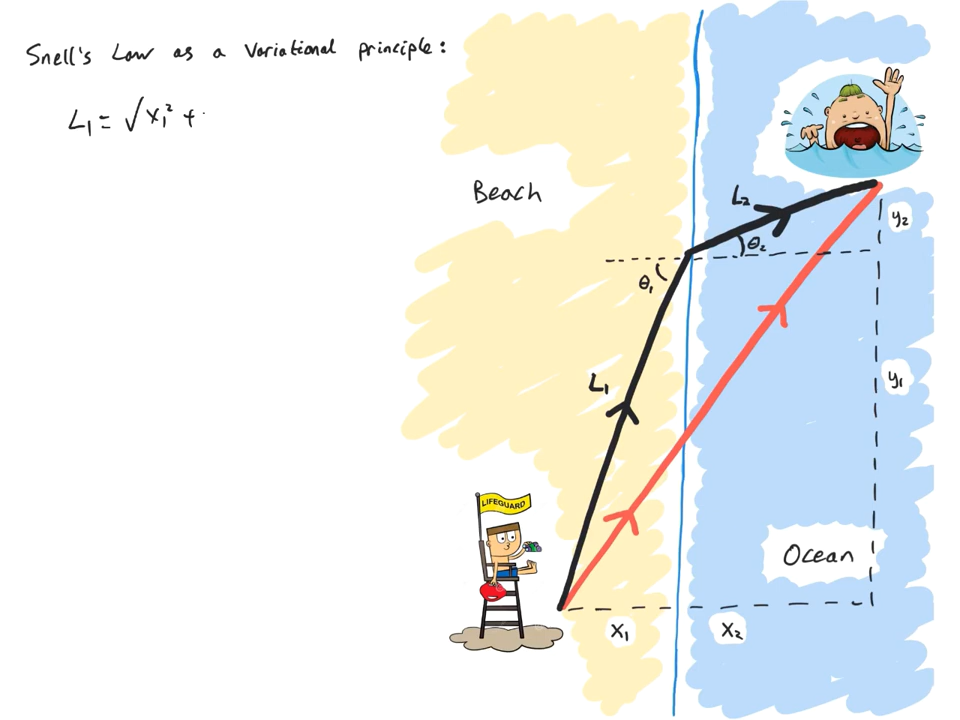 Snell's Law as a Variational principle:
L₁ = √x₁² +
Beach
L₂
y₂
θ₂
θ₁
L₁
y₁
LIFEGUARD
Ocean
x₁
x₂